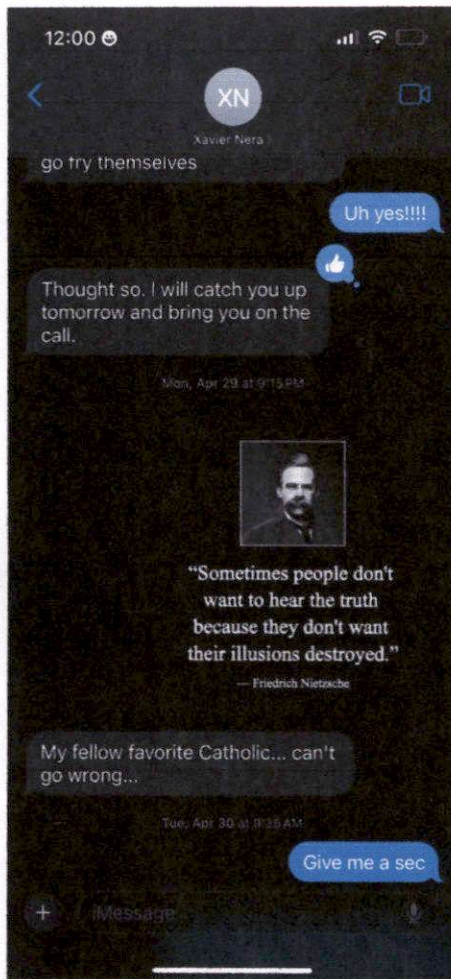 12:00
XN
Xavier Nera
go try themselves
Uh yes!!!!
Thought so. I will catch you up
tomorrow and bring you on the
call.
Mon, Apr 29 at 9:15 PM
“Sometimes people don't
want to hear the truth
because they don't want
their illusions destroyed.”
— Friedrich Nietzsche
My fellow favorite Catholic... can't
go wrong...
Tue, Apr 30 at 9:35 AM
Give me a sec
iMessage